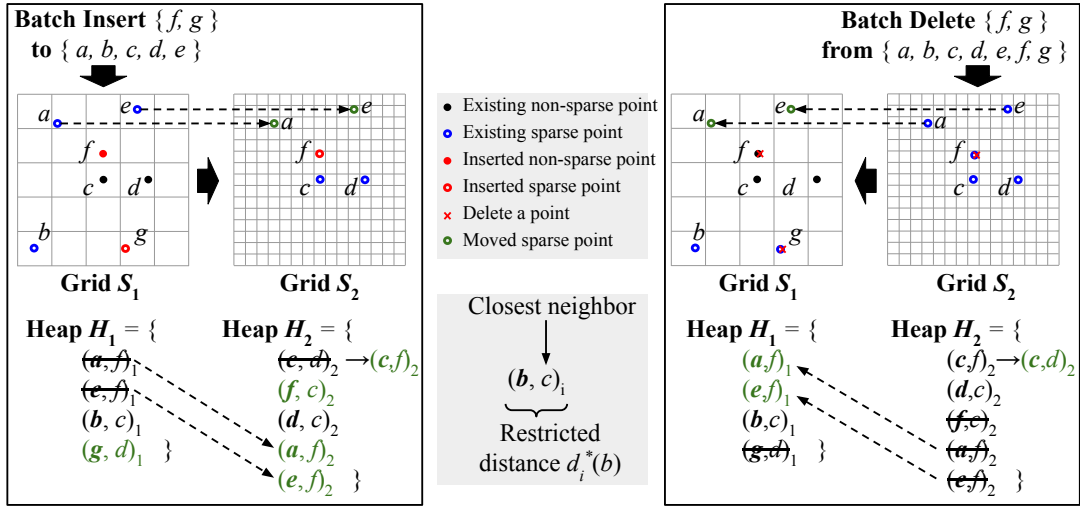 Batch Insert { f, g }
to { a, b, c, d, e }
a
e
f
c
d
b
g
e
a
f
c
d
Grid S1
Grid S2
Heap H1 = {
(a, f)1
(e, f)1
(b, c)1
(g, d)1 }
Heap H2 = {
(c, d)2 →(c,f)2
(f, c)2
(d, c)2
(a, f)2
(e, f)2 }
Existing non-sparse point
Existing sparse point
Inserted non-sparse point
Inserted sparse point
Delete a point
Moved sparse point
Closest neighbor
(b, c)i
Restricted
distance di*(b)
Batch Delete { f, g }
from { a, b, c, d, e, f, g }
e
a
f
c
d
b
g
e
a
f
c
d
Grid S1
Grid S2
Heap H1 = {
(a,f)1
(e,f)1
(b,c)1
(g,d)1 }
Heap H2 = {
(c,f)2→(c,d)2
(d,c)2
(f,c)2
(a,f)2
(e,f)2 }